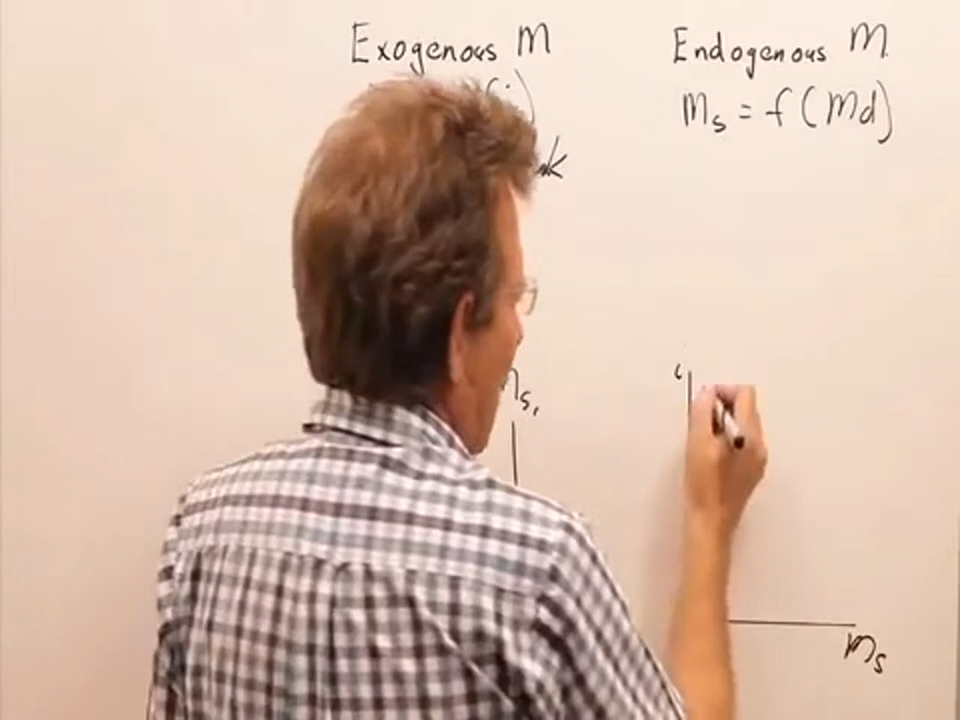 Exogenous M
Endogenous M
Ms = f (Md)
i
Ms